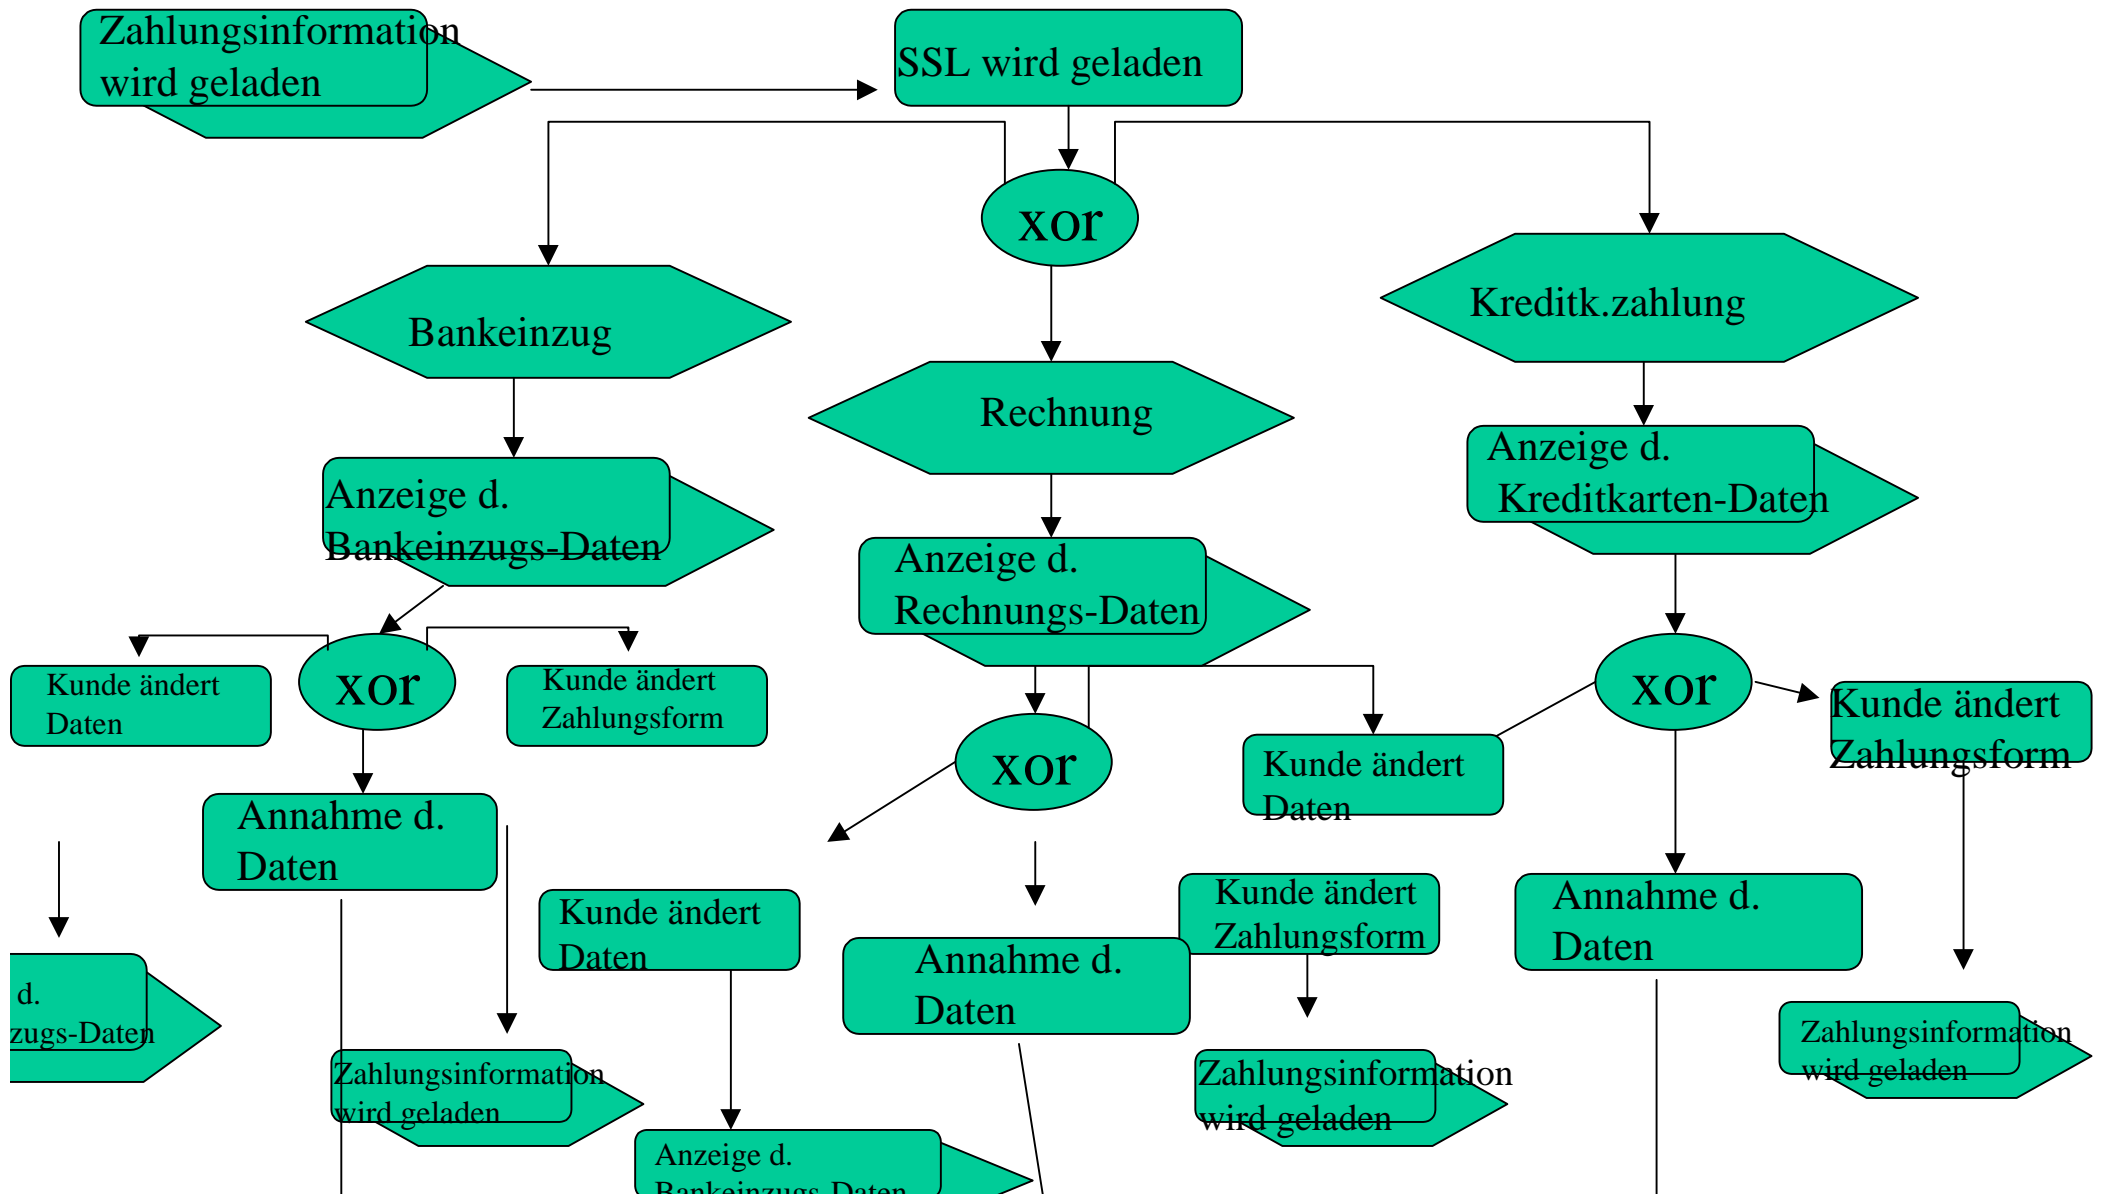 Zahlungsinformation
wird geladen
SSL wird geladen
xor
Bankeinzug
Rechnung
Kreditk.zahlung
Anzeige d.
Bankeinzugs-Daten
Anzeige d.
Rechnungs-Daten
Anzeige d.
Kreditkarten-Daten
Kunde ändert
Daten
xor
Kunde ändert
Zahlungsform
xor
Kunde ändert
Daten
xor
Kunde ändert
Zahlungsform
Annahme d.
Daten
Kunde ändert
Daten
Annahme d.
Daten
Kunde ändert
Zahlungsform
Annahme d.
Daten
d.
zugs-Daten
Zahlungsinformation
wird geladen
Anzeige d.
Bankeinzugs-Daten
Zahlungsinformation
wird geladen
Zahlungsinformation
wird geladen